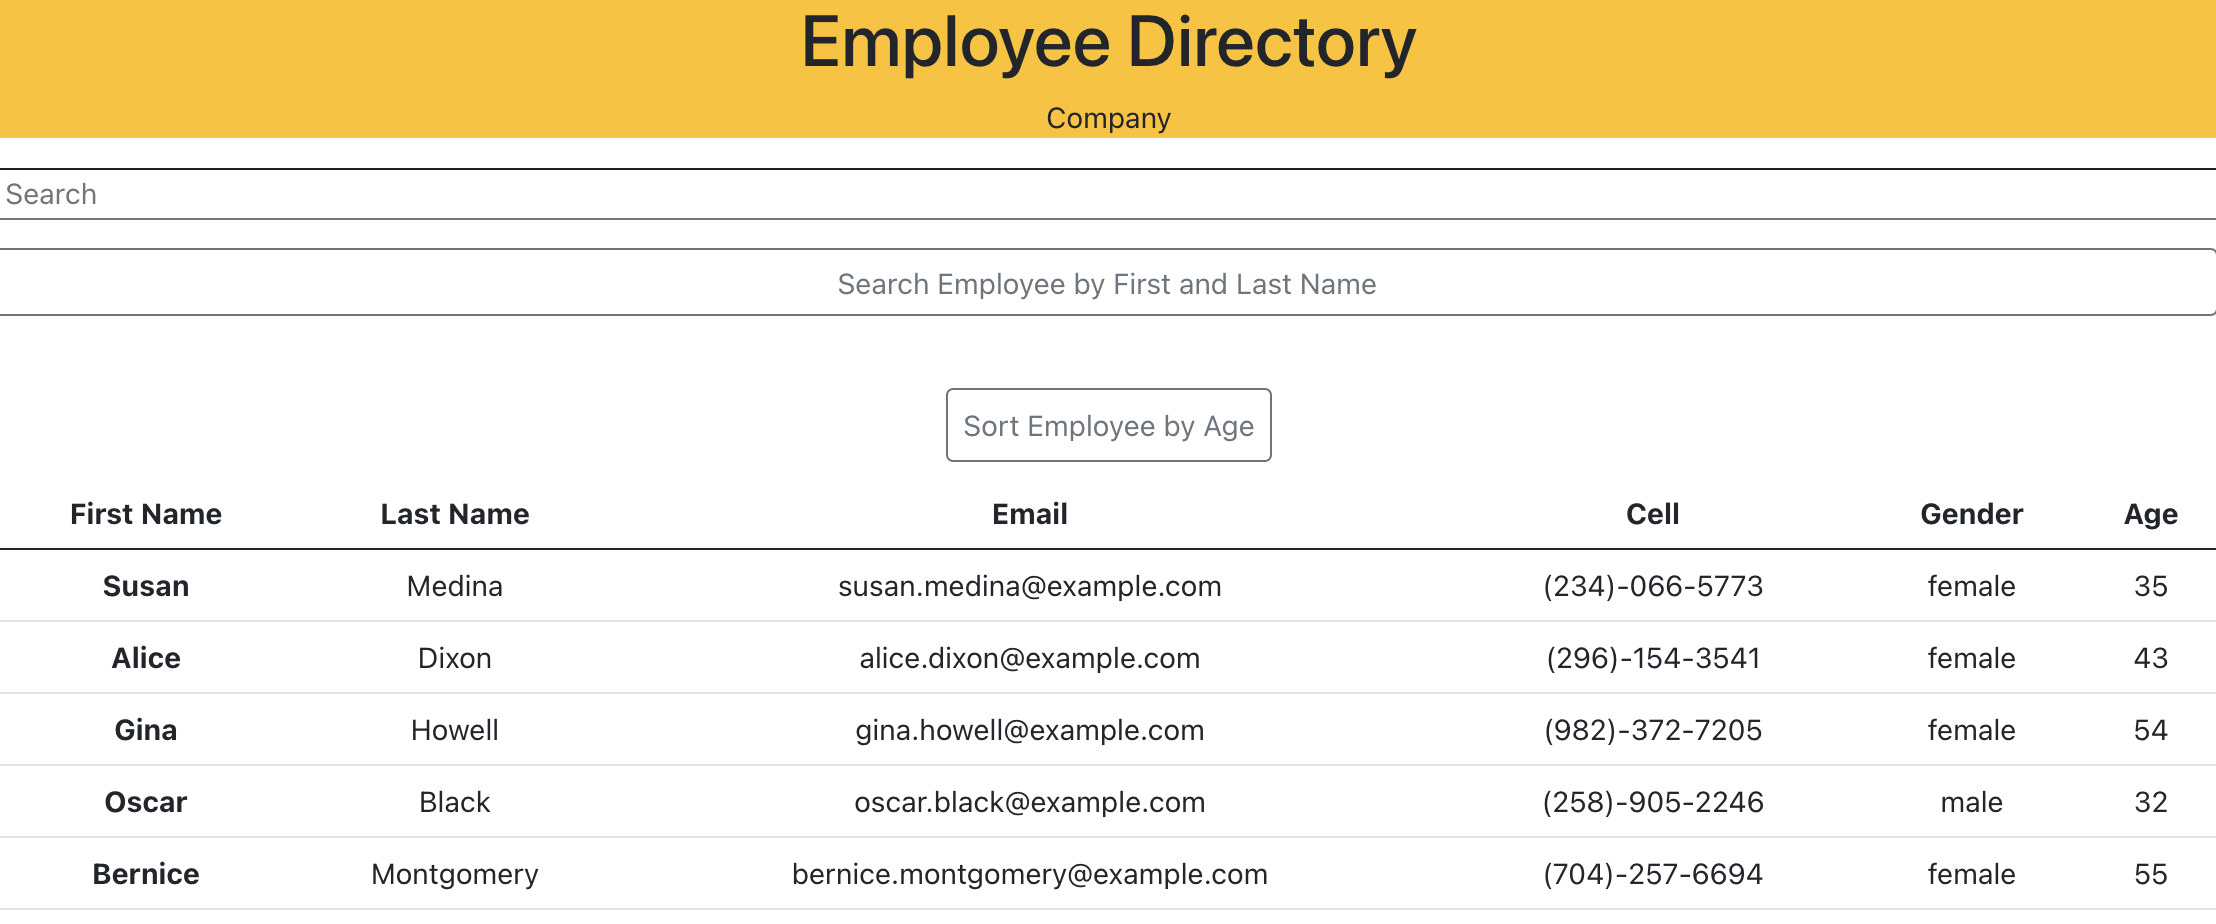 Employee Directory
Company
Search
Search Employee by First and Last Name
Sort Employee by Age
First Name Last Name Email Cell Gender Age
Susan Medina susan.medina@example.com (234)-066-5773 female 35
Alice Dixon alice.dixon@example.com (296)-154-3541 female 43
Gina Howell gina.howell@example.com (982)-372-7205 female 54
Oscar Black oscar.black@example.com (258)-905-2246 male 32
Bernice Montgomery bernice.montgomery@example.com (704)-257-6694 female 55